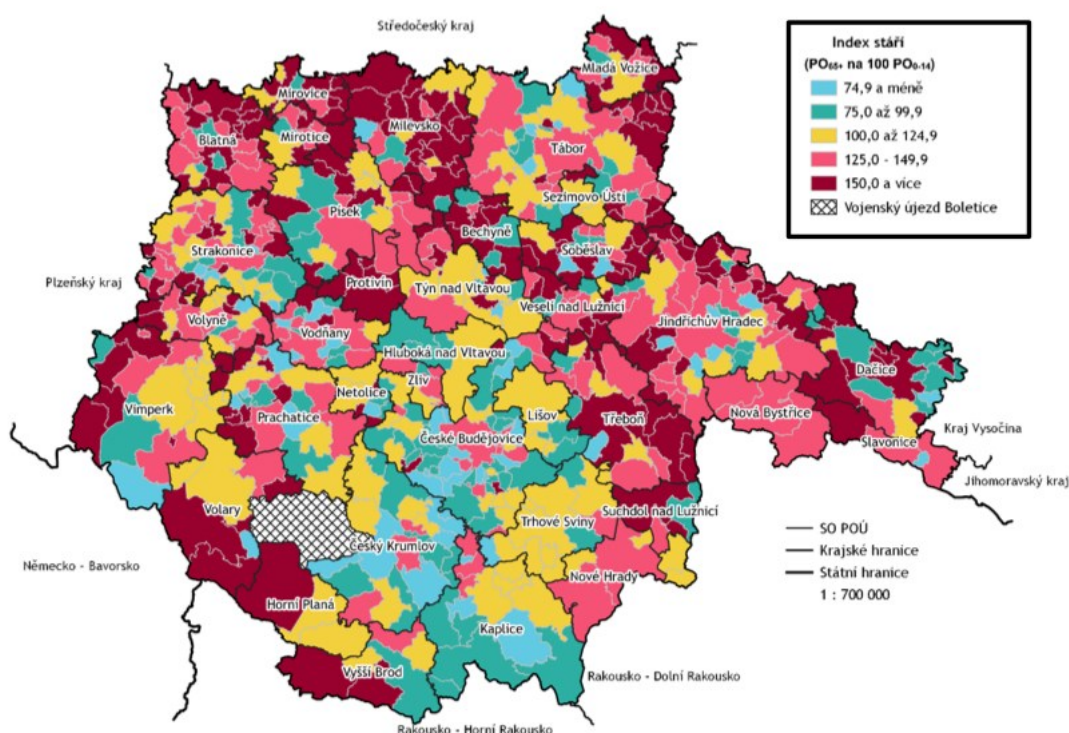 Středočeský kraj
Index stáří
(PO65+ na 100 PO0-14)
74,9 a méně
75,0 až 99,9
100,0 až 124,9
125,0 - 149,9
150,0 a více
Vojenský újezd Boletice
Mladá Vožice
Mirovice
Blatná
Mirotice
Milevsko
Tábor
Sezimovo Ústí
Písek
Bechyně
Strakonice
Soběslav
Plzeňský kraj
Protivín
Týn nad Vltavou
Veselí nad Lužnicí
Volyně
Vodňany
Jindřichův Hradec
Hluboká nad Vltavou
Dačice
Zliv
Netolice
Vimperk
Prachatice
Lišov
Třeboň
Nová Bystřice
České Budějovice
Kraj Vysočina
Slavonice
Jihomoravský kraj
Volary
Trhové Sviny
Suchdol nad Lužnicí
SO POÚ
Český Krumlov
Krajské hranice
Německo - Bavorsko
Nové Hrady
Státní hranice
1 : 700 000
Horní Planá
Kaplice
Vyšší Brod
Rakousko - Dolní Rakousko
Rakousko - Horní Rakousko